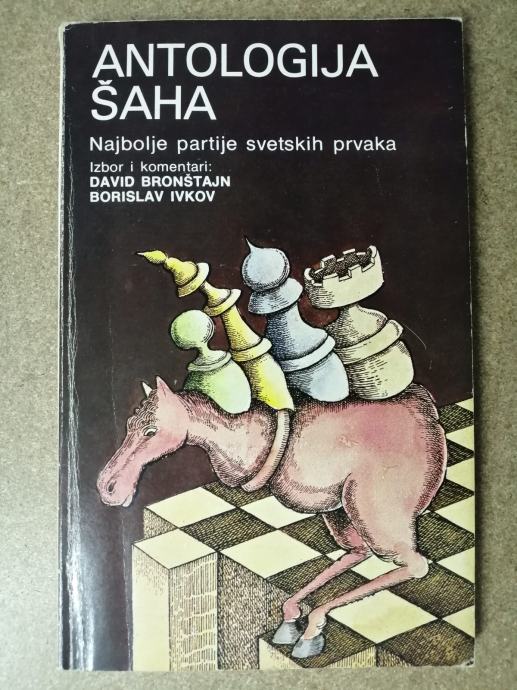 ANTOLOGIJA
ŠAHA
Najbolje partije svetskih prvaka
Izbor i komentari:
DAVID BRONŠTAJN
BORISLAV IVKOV